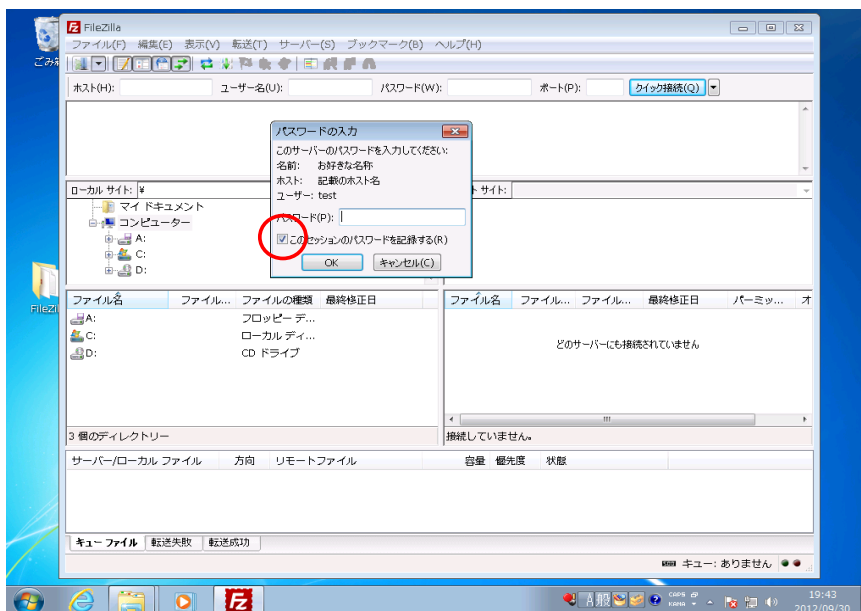 FileZilla
ファイル(F) 編集(E) 表示(V) 転送(T) サーバー(S) ブックマーク(B) ヘルプ(H)
ホスト(H): ユーザー名(U): パスワード(W): ポート(P): クイック接続(Q)
パスワードの入力
このサーバーのパスワードを入力してください:
名前: お好きな名称
ホスト: 記載のホスト名
ユーザー: test
パスワード(P):
このセッションのパスワードを記録する(R)
OK キャンセル(C)
ローカル サイト: ¥
サイト:
マイ ドキュメント
コンピューター
A:
C:
D:
ファイル名 ファイル... ファイルの種類 最終修正日
A: フロッピー デ...
C: ローカル ディ...
D: CD ドライブ
3 個のディレクトリー
ファイル名 ファイル... ファイル... 最終修正日 パーミッ... オ
どのサーバーにも接続されていません
接続していません。
サーバー/ローカル ファイル 方向 リモートファイル 容量 優先度 状態
キュー ファイル 転送失敗 転送成功
キュー: ありません
ごみ
FileZil
A 般 CAPS KANA
19:43
2012/09/30